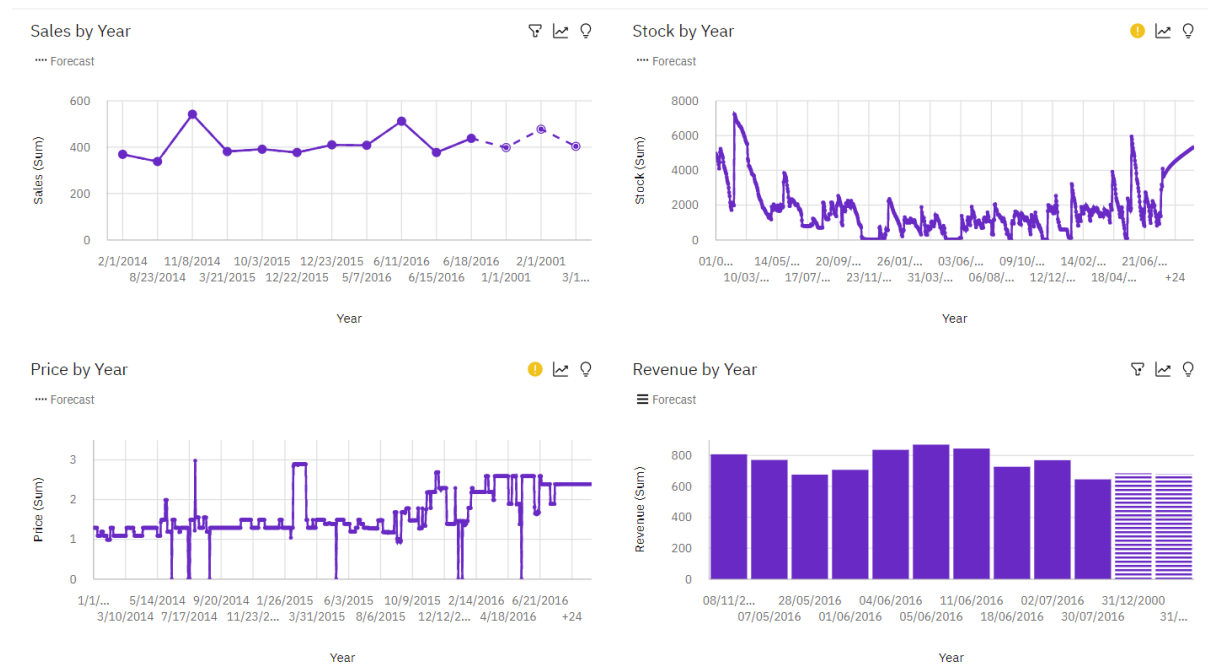 Sales by Year
Forecast
600
400
200
0
Sales (Sum)
2/1/2014 11/8/2014 10/3/2015 12/23/2015 6/11/2016 6/18/2016 2/1/2001
8/23/2014 3/21/2015 12/22/2015 5/7/2016 6/15/2016 1/1/2001 3/1...
Year
Stock by Year
Forecast
8000
6000
4000
2000
0
Stock (Sum)
01/0... 14/05/... 20/09/... 26/01/... 03/06/... 09/10/... 14/02/... 21/06/...
10/03/... 17/07/... 23/11/... 31/03/... 06/08/... 12/12/... 18/04/... +24
Year
Price by Year
Forecast
3
2
1
0
Price (Sum)
1/1/... 5/14/2014 9/20/2014 1/26/2015 6/3/2015 10/9/2015 2/14/2016 6/21/2016
3/10/2014 7/17/2014 11/23/2... 3/31/2015 8/6/2015 12/12/2... 4/18/2016 +24
Year
Revenue by Year
Forecast
800
600
400
200
0
Revenue (Sum)
08/11/2... 28/05/2016 04/06/2016 11/06/2016 02/07/2016 31/12/2000
07/05/2016 01/06/2016 05/06/2016 18/06/2016 30/07/2016 31/...
Year